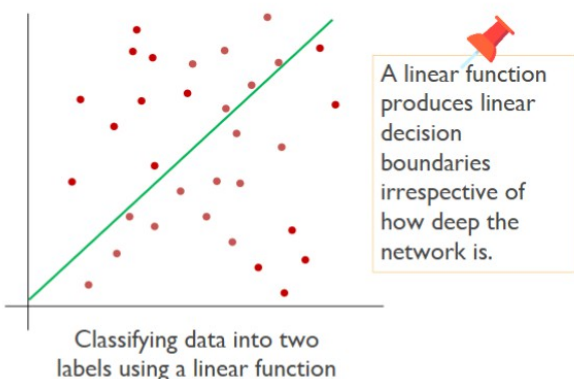 A linear function
produces linear
decision
boundaries
irrespective of
how deep the
network is.
Classifying data into two
labels using a linear function